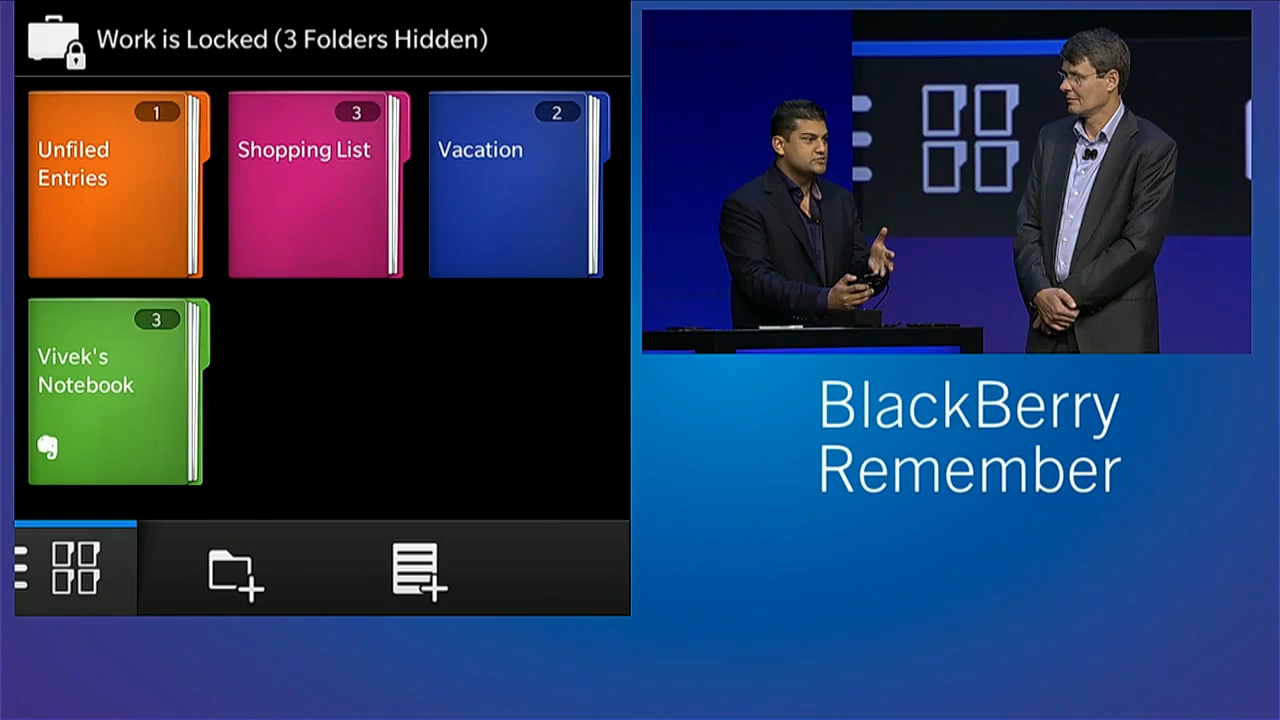 Work is Locked (3 Folders Hidden)
1
Unfiled
Entries
3
Shopping List
2
Vacation
3
Vivek's
Notebook
BlackBerry
Remember